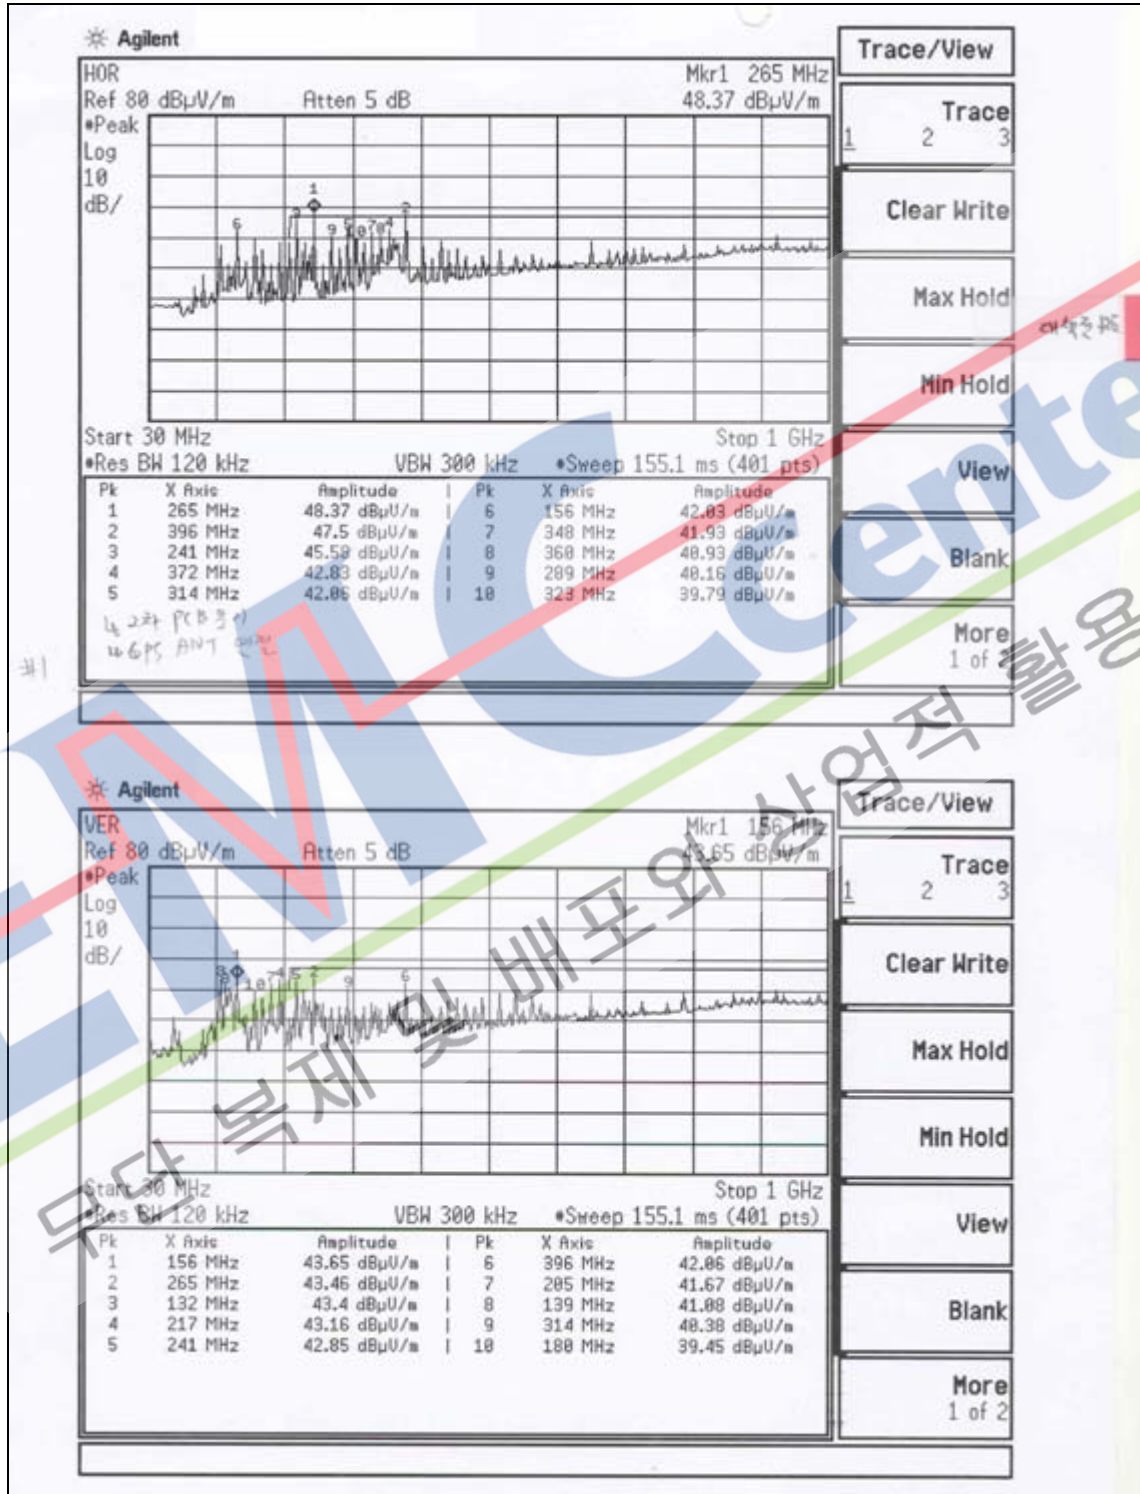 Agilent
Trace/View
HOR
Mkr1 265 MHz
Ref 80 dBµV/m Atten 5 dB 48.37 dBµV/m
•Peak
Log
10
dB/
Trace
1 2 3
Clear Write
Max Hold
Min Hold
View
Blank
More
1 of 2
Start 30 MHz Stop 1 GHz
•Res BW 120 kHz VBW 300 kHz •Sweep 155.1 ms (401 pts)
Pk X Axis Amplitude | Pk X Axis Amplitude
1 265 MHz 48.37 dBµV/m | 6 156 MHz 42.03 dBµV/m
2 396 MHz 47.5 dBµV/m | 7 348 MHz 41.93 dBµV/m
3 241 MHz 45.58 dBµV/m | 8 360 MHz 40.93 dBµV/m
4 372 MHz 42.83 dBµV/m | 9 289 MHz 40.16 dBµV/m
5 314 MHz 42.06 dBµV/m | 10 323 MHz 39.79 dBµV/m
2차 PCB
GPS ANT
#1
Agilent
Trace/View
VER
Mkr1 156 MHz
Ref 80 dBµV/m Atten 5 dB 43.65 dBµV/m
•Peak
Log
10
dB/
Trace
1 2 3
Clear Write
Max Hold
Min Hold
View
Blank
More
1 of 2
Start 30 MHz Stop 1 GHz
•Res BW 120 kHz VBW 300 kHz •Sweep 155.1 ms (401 pts)
Pk X Axis Amplitude | Pk X Axis Amplitude
1 156 MHz 43.65 dBµV/m | 6 396 MHz 42.06 dBµV/m
2 265 MHz 43.46 dBµV/m | 7 205 MHz 41.67 dBµV/m
3 132 MHz 43.4 dBµV/m | 8 139 MHz 41.08 dBµV/m
4 217 MHz 43.16 dBµV/m | 9 314 MHz 40.38 dBµV/m
5 241 MHz 42.85 dBµV/m | 10 180 MHz 39.45 dBµV/m
EMC cente
무단 복제 및 배포와 상업적 활용